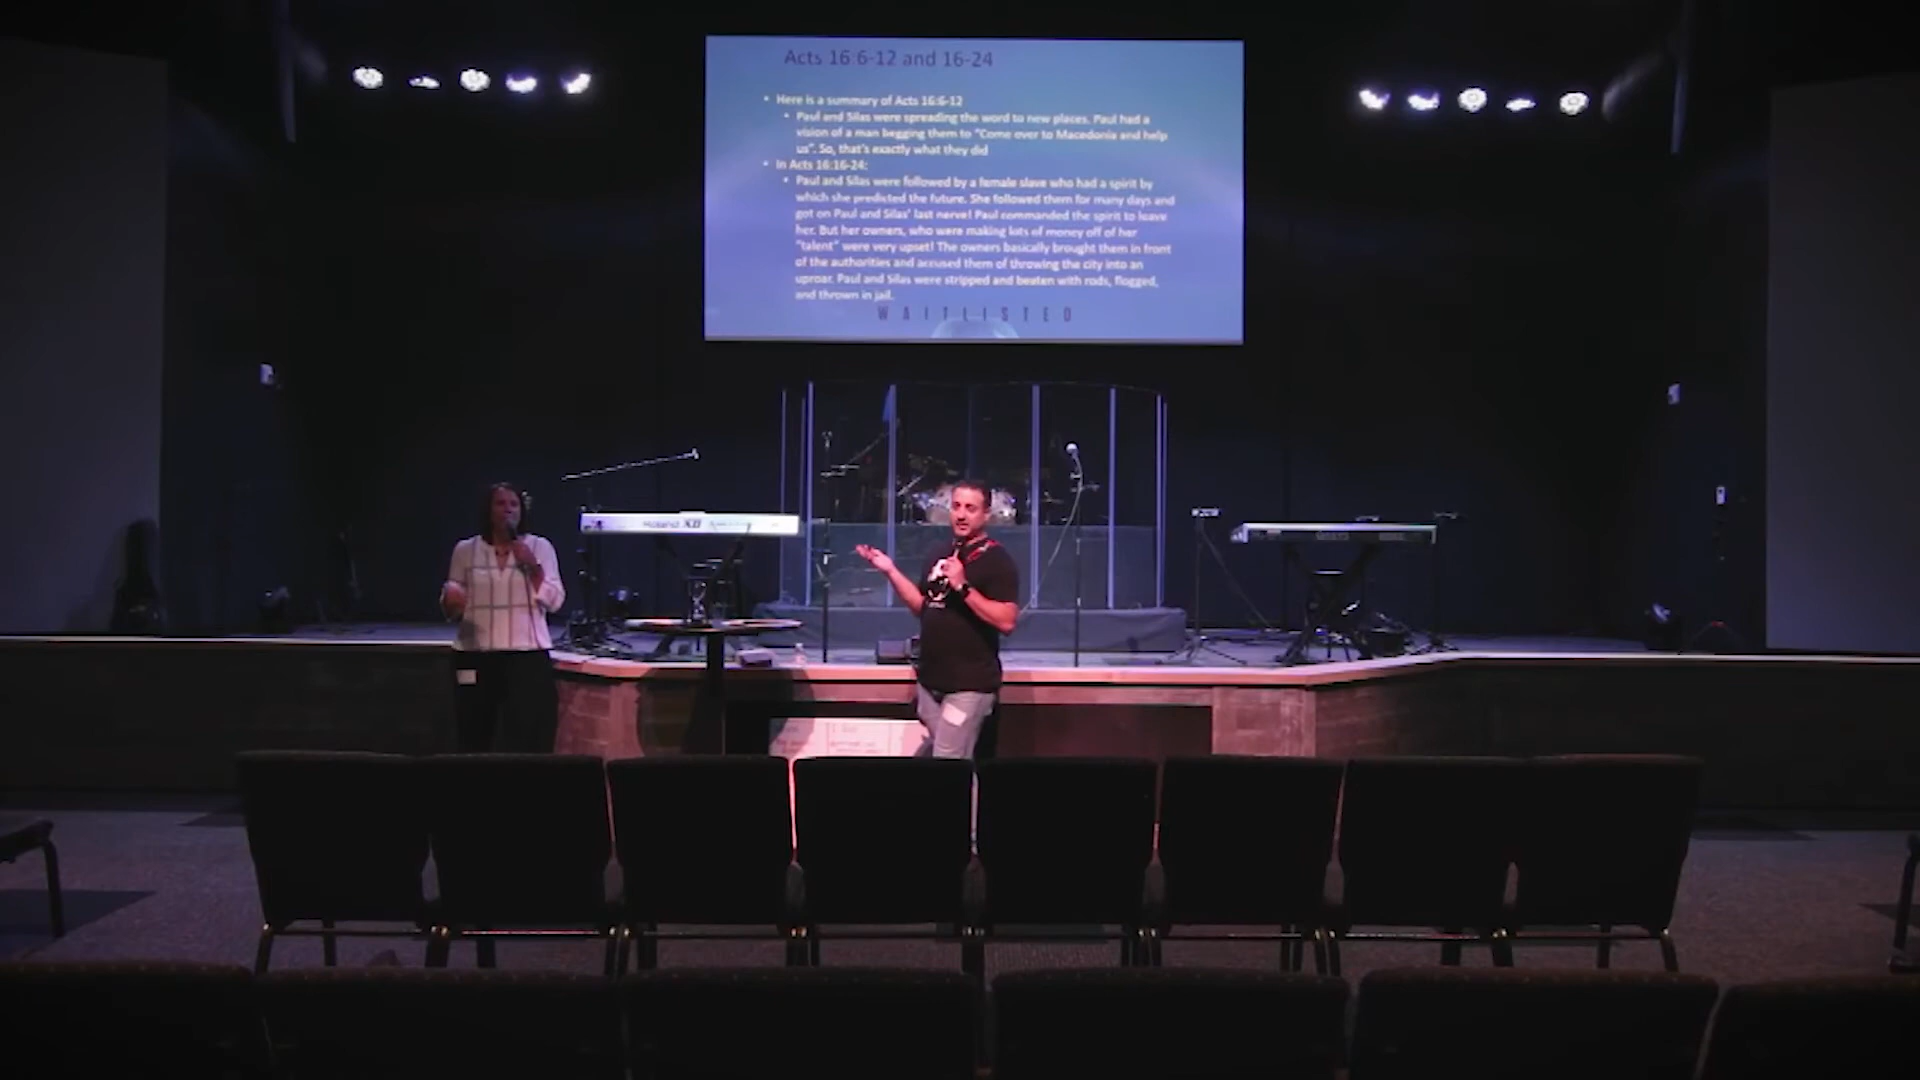 Acts 16 6-12 and 16-24
• Here is a summary of Acts 16:6-12
• Paul and Silas were spreading the word to new places. Paul had a
vision of a man begging them to "Come over to Macedonia and help
us". So, that's exactly what they did
• In Acts 16:16-24:
• Paul and Silas were followed by a female slave who had a spirit by
which she predicted the future. She followed them for many days and
got on Paul and Silas' last nerve! Paul commanded the spirit to leave
her. But her owners, who were making lots of money off of her
"talent" were very upset! The owners basically brought them in front
of the authorities and accused them of throwing the city into an
uproar. Paul and Silas were stripped and beaten with rods, flogged,
and thrown in jail.
WAITLISTED
Roland